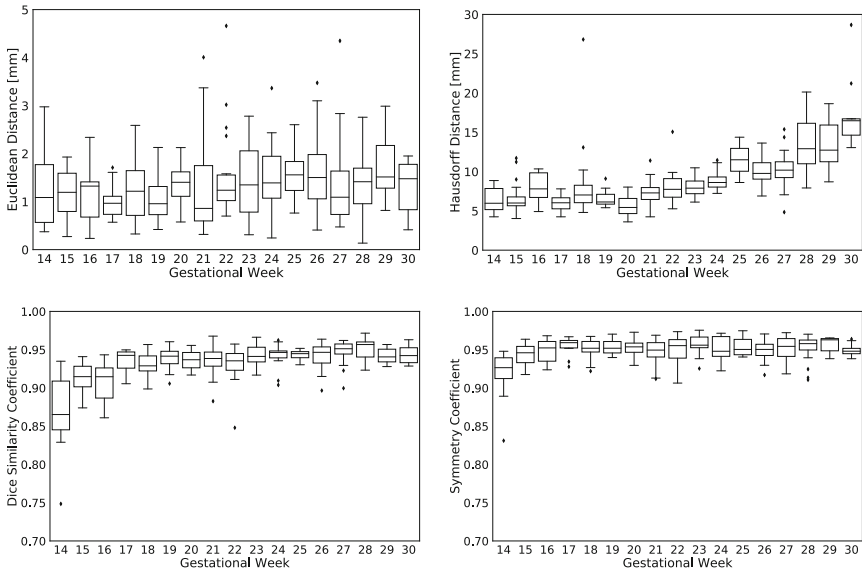 Euclidean Distance [mm]
5
4
3
2
1
0
14 15 16 17 18 19 20 21 22 23 24 25 26 27 28 29 30
Gestational Week
Hausdorff Distance [mm]
30
25
20
15
10
5
0
14 15 16 17 18 19 20 21 22 23 24 25 26 27 28 29 30
Gestational Week
Dice Similarity Coefficient
1.00
0.95
0.90
0.85
0.80
0.75
0.70
14 15 16 17 18 19 20 21 22 23 24 25 26 27 28 29 30
Gestational Week
Symmetry Coefficient
1.00
0.95
0.90
0.85
0.80
0.75
0.70
14 15 16 17 18 19 20 21 22 23 24 25 26 27 28 29 30
Gestational Week